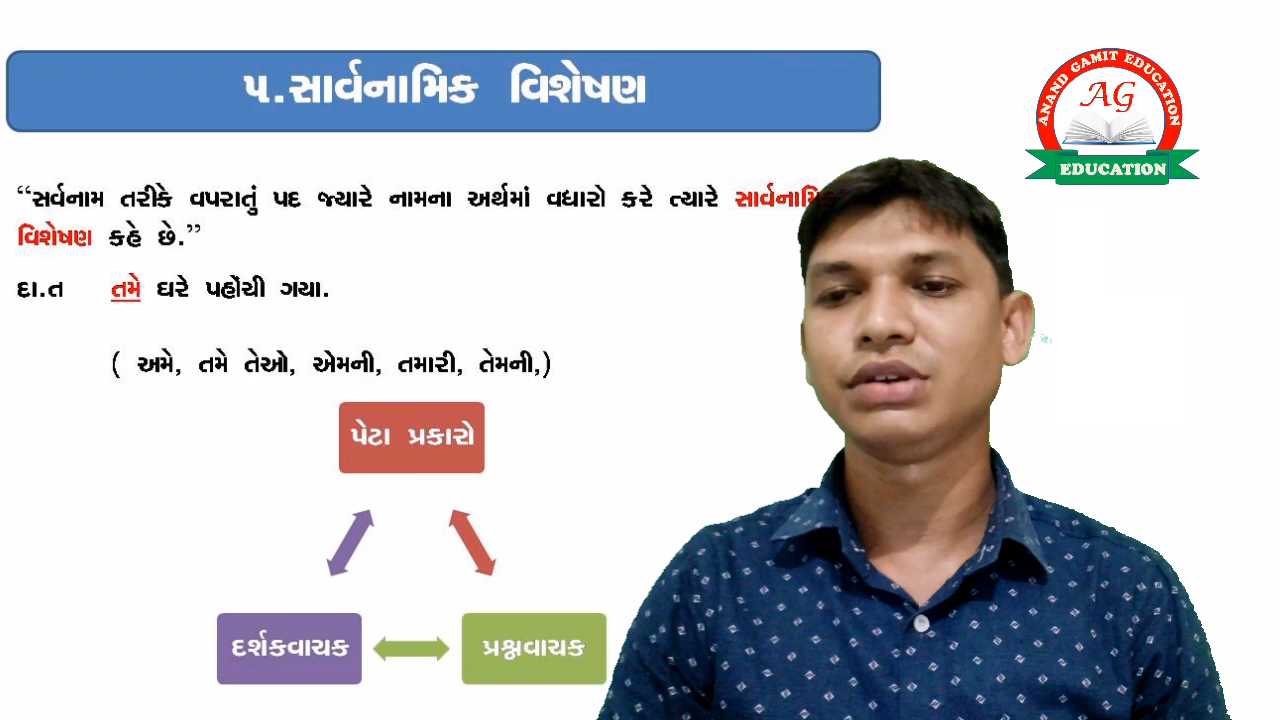 ૫.સાર્વનામિક વિશેષણ
ANAND GAMIT EDUCATION
AG
EDUCATION
“સર્વનામ તરીકે વપરાતું પદ જ્યારે નામના અર્થમાં વધારો કરે ત્યારે સાર્વનામિક
વિશેષણ કહે છે.”
દા.ત તમે ઘરે પહોંચી ગયા.
( અમે, તમે તેઓ, એમની, તમારી, તેમની,)
પેટા પ્રકારો
દર્શકવાચક
પ્રશ્નવાચક